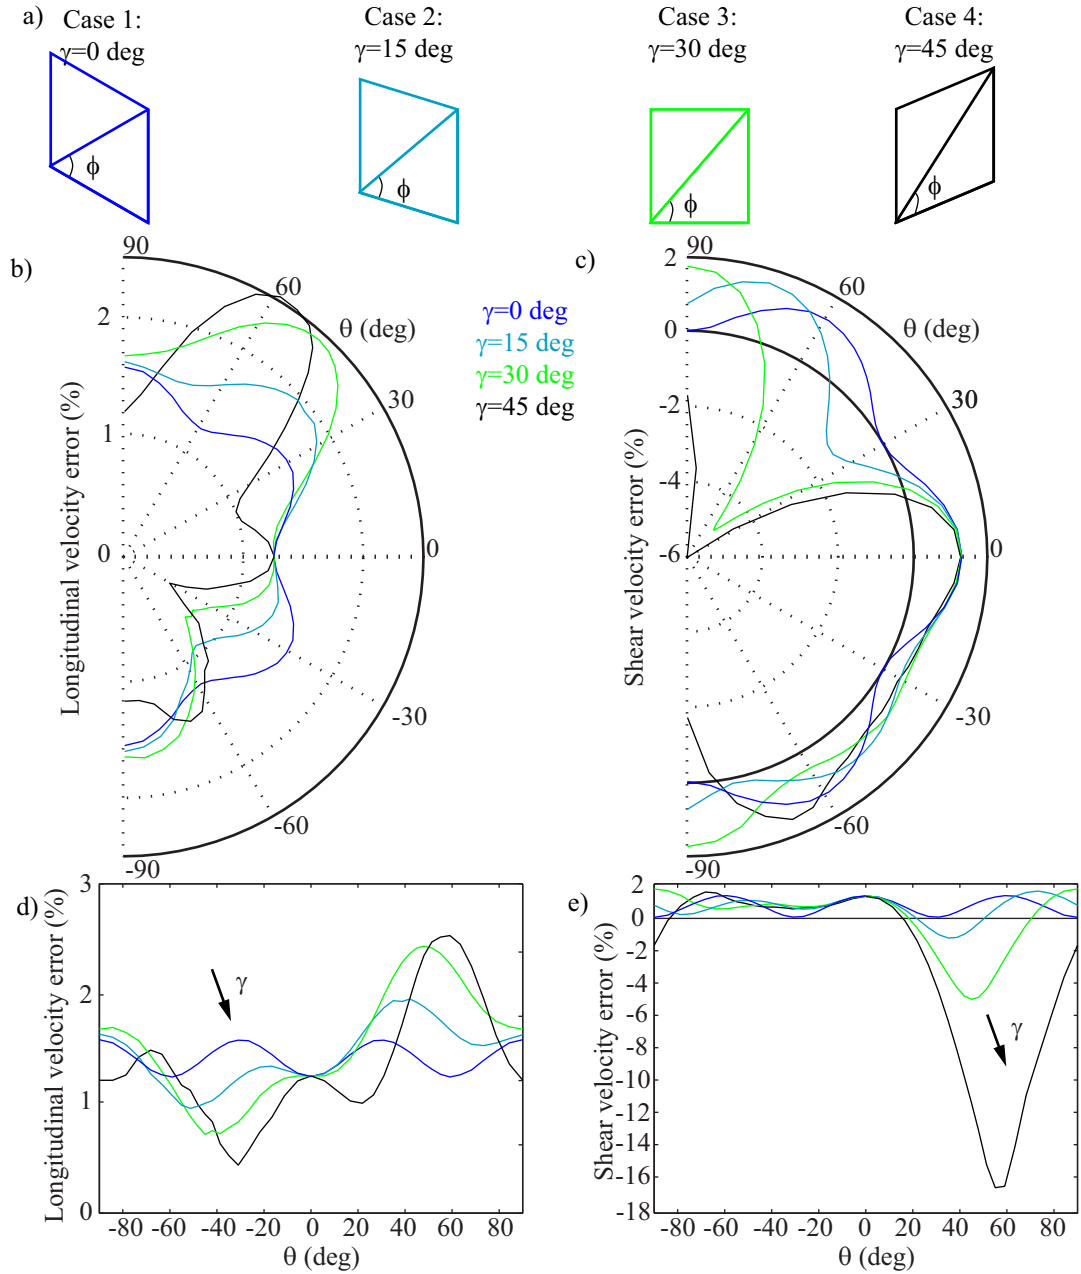 a)
Case 1:
γ=0 deg
Case 2:
γ=15 deg
Case 3:
γ=30 deg
Case 4:
γ=45 deg
ϕ
ϕ
ϕ
ϕ
b)
90
60
θ (deg)
30
0
-30
-60
-90
2
1
0
Longitudinal velocity error (%)
γ=0 deg
γ=15 deg
γ=30 deg
γ=45 deg
c)
90
60
θ (deg)
30
0
-30
-60
-90
2
0
-2
-4
-6
Shear velocity error (%)
d)
3
2
1
0
Longitudinal velocity error (%)
γ
-80 -60 -40 -20 0 20 40 60 80
θ (deg)
e)
2
0
-2
-4
-6
-8
-10
-12
-14
-16
-18
Shear velocity error (%)
γ
-80 -60 -40 -20 0 20 40 60 80
θ (deg)